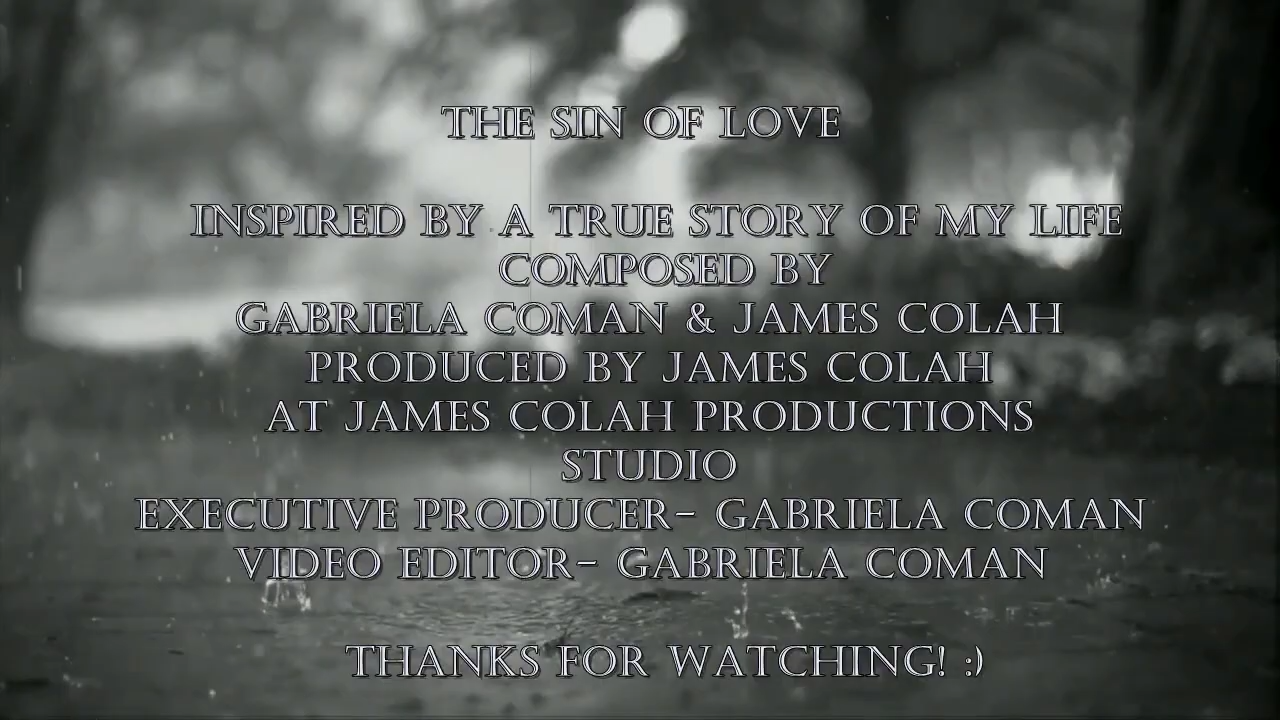 THE SIN OF LOVE
INSPIRED BY A TRUE STORY OF MY LIFE
COMPOSED BY
GABRIELA COMAN & JAMES COLAH
PRODUCED BY JAMES COLAH
AT JAMES COLAH PRODUCTIONS
STUDIO
EXECUTIVE PRODUCER- GABRIELA COMAN
VIDEO EDITOR- GABRIELA COMAN
THANKS FOR WATCHING! :)